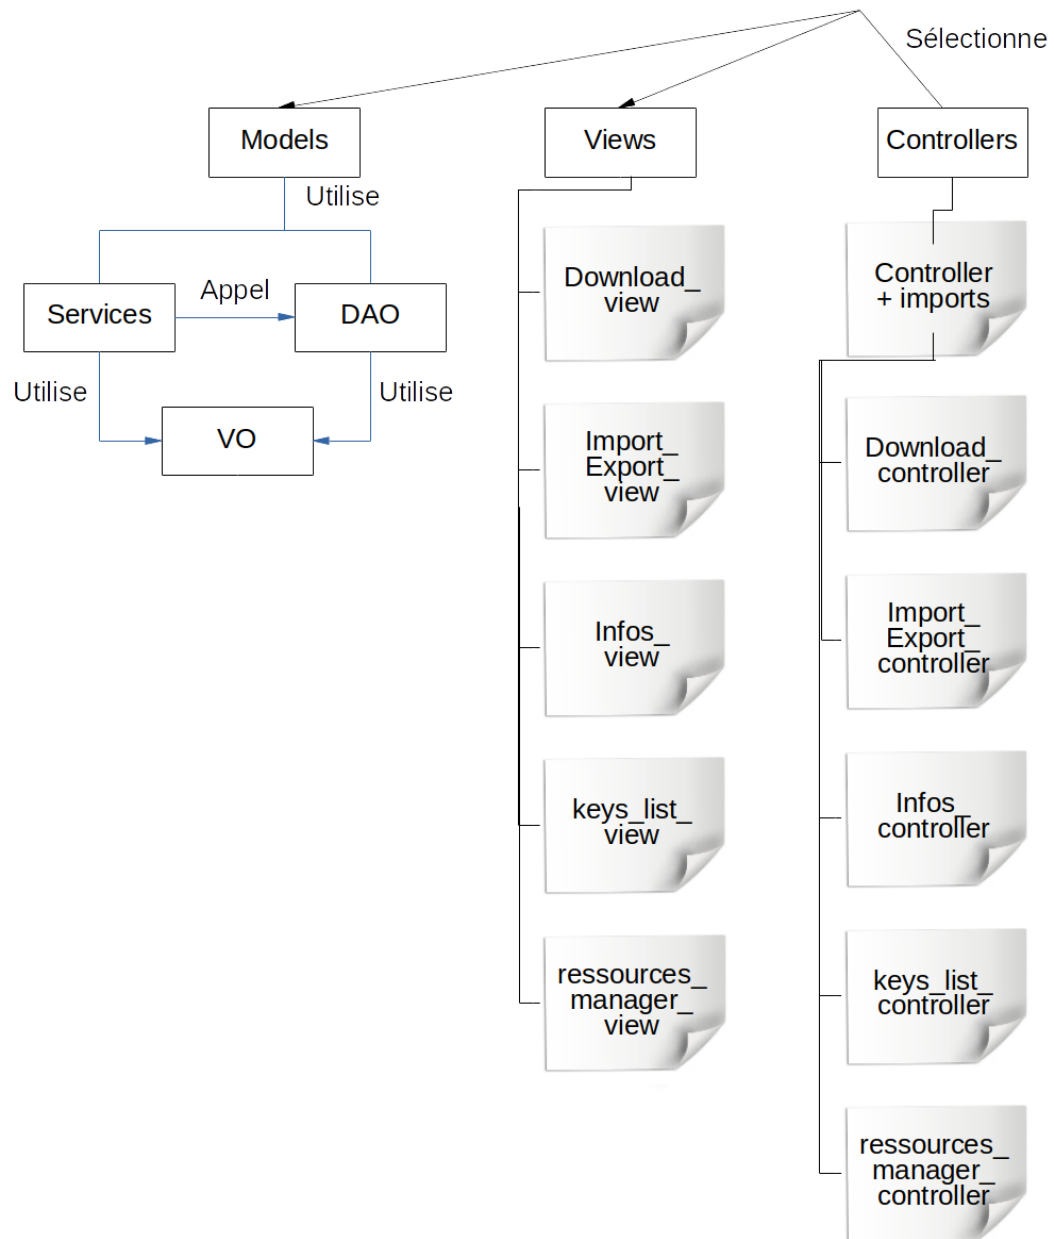 Sélectionne
Models
Views
Controllers
Utilise
Services
Appel
DAO
Utilise
Utilise
VO
Download_
view
Import_
Export_
view
Infos_
view
keys_list_
view
ressources_
manager_
view
Controller
+ imports
Download_
controller
Import_
Export_
controller
Infos_
controller
keys_list_
controller
ressources_
manager_
controller